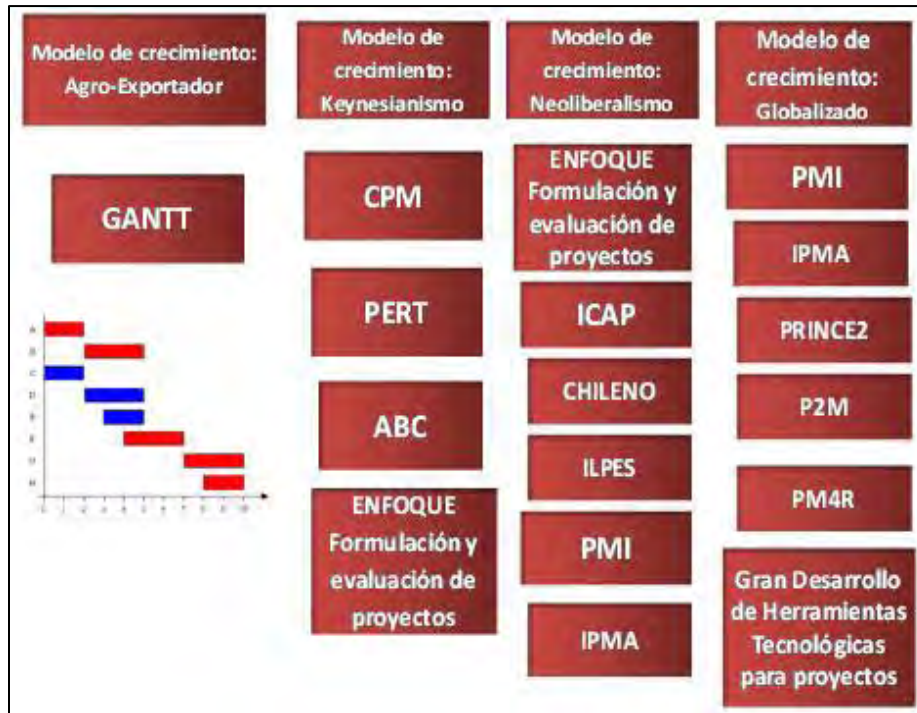 Modelo de crecimiento:
Agro-Exportador
GANTT
A
C
0 1
Modelo de
crecimiento:
Keynesianismo
CPM
PERT
ABC
ENFOQUE
Formulación y
evaluación de
proyectos
Modelo de
crecimiento:
Neoliberalismo
ENFOQUE
Formulación y
evaluación de
proyectos
ICAP
CHILENO
ILPES
PMI
IPMA
Modelo de
crecimiento:
Globalizado
PMI
IPMA
PRINCE2
P2M
PM4R
Gran Desarrollo
de Herramientas
Tecnológicas
para proyectos